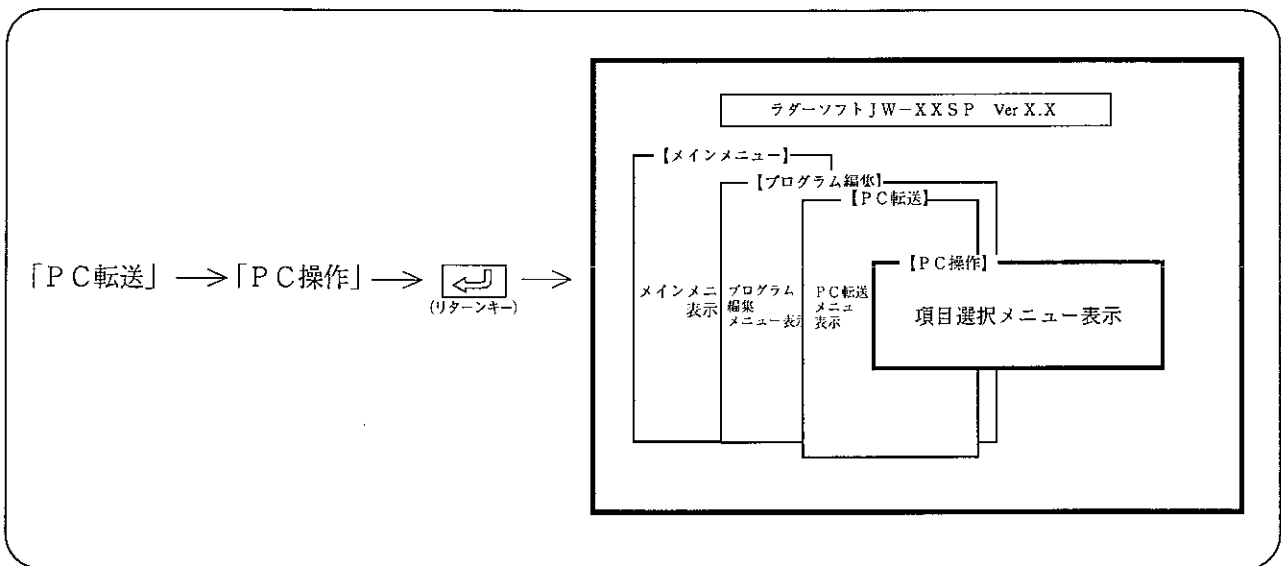 「PC転送」→「PC操作」→
(リターンキー)
→
ラダーソフトJW-XXSP Ver X.X
【メインメニュー】
【プログラム編集】
【PC転送】
【PC操作】
メインメニ
表示
プログラム
編集
メニュー表示
PC転送
メニュ
表示
項目選択メニュー表示